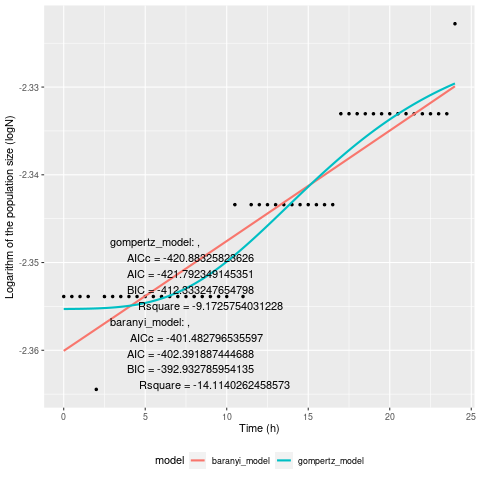 -2.33
-2.34
-2.35
-2.36
Logarithm of the population size (logN)
gompertz_model: ,
AICc = -420.88325823626
AIC = -421.792349145351
BIC = -412.333247654798
Rsquare = -9.1725754031228
baranyi_model: ,
AICc = -401.482796535597
AIC = -402.391887444688
BIC = -392.932785954135
Rsquare = -14.1140262458573
0 5 10 15 20 25
Time (h)
model baranyi_model gompertz_model